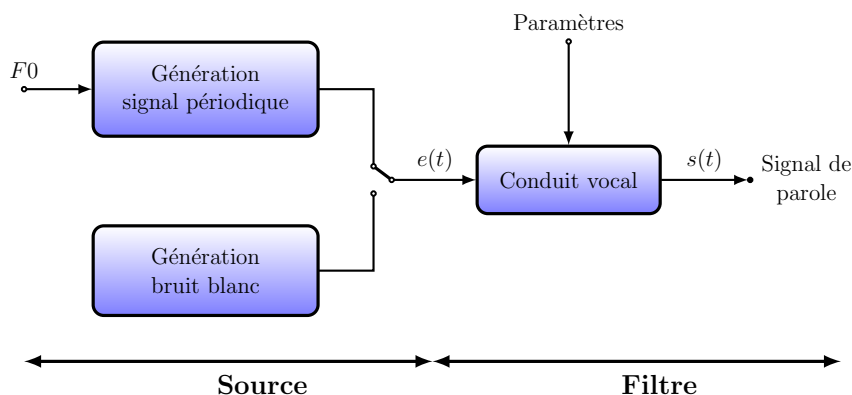 Paramètres
F0
Génération
signal périodique
e(t)
s(t)
Conduit vocal
Signal de
parole
Génération
bruit blanc
Source
Filtre